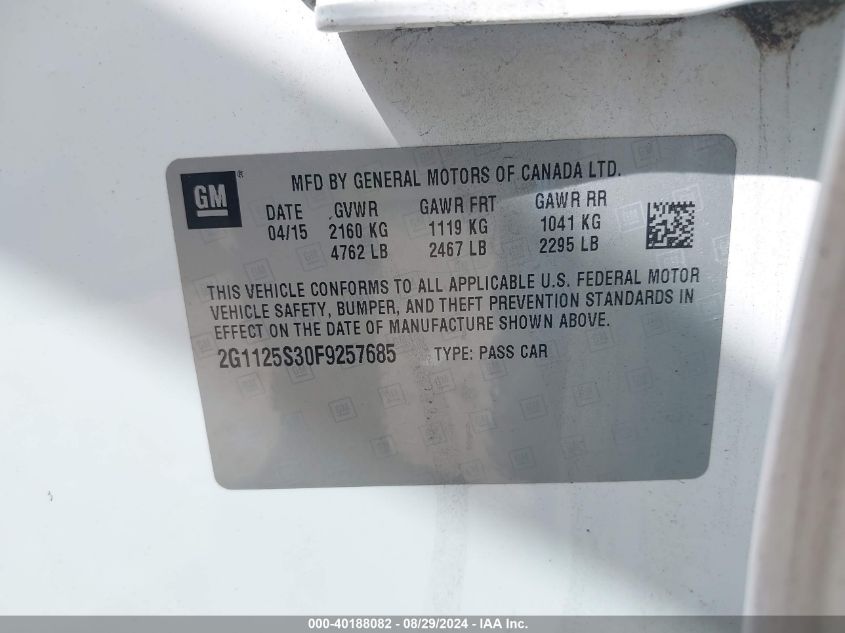 GM®
MFD BY GENERAL MOTORS OF CANADA LTD.
DATE GVWR GAWR FRT GAWR RR
04/15 2160 KG 1119 KG 1041 KG
4762 LB 2467 LB 2295 LB
THIS VEHICLE CONFORMS TO ALL APPLICABLE U.S. FEDERAL MOTOR
VEHICLE SAFETY, BUMPER, AND THEFT PREVENTION STANDARDS IN
EFFECT ON THE DATE OF MANUFACTURE SHOWN ABOVE.
2G1125S30F9257685 TYPE: PASS CAR
000-40188082 - 08/29/2024 - IAA Inc.